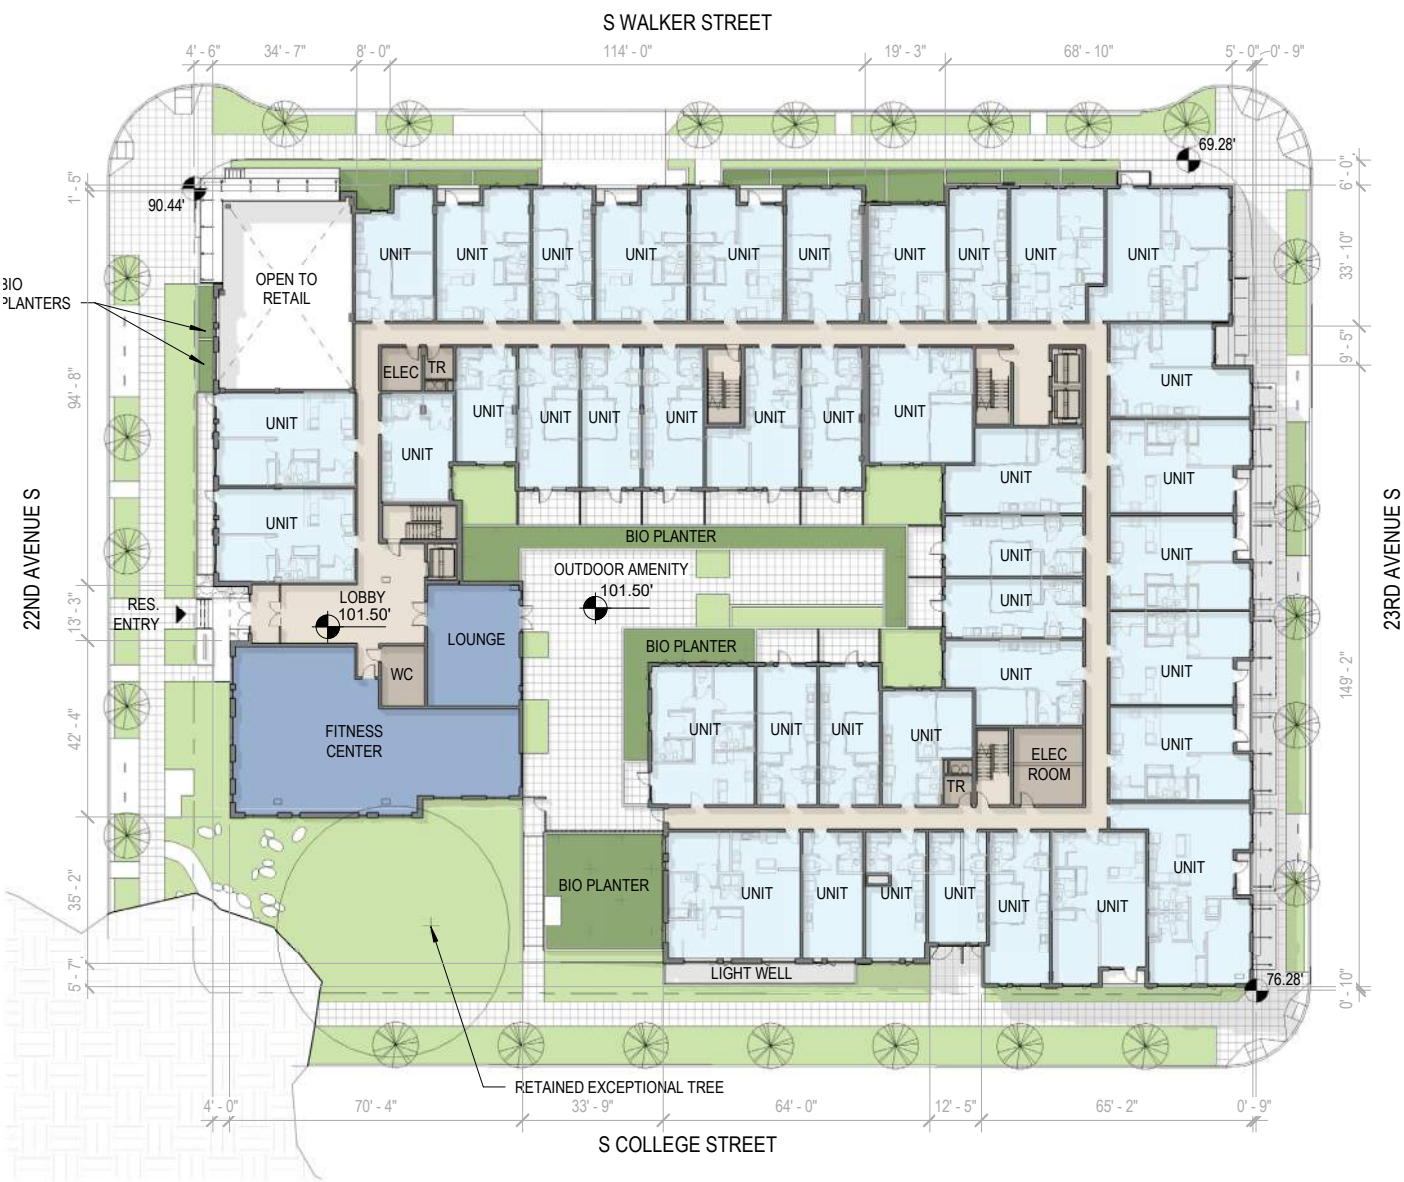 S WALKER STREET
4' - 6"
34' - 7"
8' - 0"
114' - 0"
19' - 3"
68' - 10"
5' - 0"
0' - 9"
69.28'
90.44'
1' - 5"
6' - 0"
33' - 10"
9' - 5"
94' - 8"
BIO
PLANTERS
OPEN TO
RETAIL
UNIT
UNIT
UNIT
UNIT
UNIT
UNIT
UNIT
UNIT
UNIT
UNIT
ELEC
TR
UNIT
UNIT
UNIT
UNIT
UNIT
UNIT
UNIT
UNIT
UNIT
UNIT
UNIT
UNIT
UNIT
UNIT
BIO PLANTER
OUTDOOR AMENITY
101.50'
UNIT
UNIT
UNIT
22ND AVENUE S
23RD AVENUE S
13' - 3"
RES.
ENTRY
LOBBY
101.50'
LOUNGE
UNIT
BIO PLANTER
WC
UNIT
UNIT
149' - 2"
42' - 4"
FITNESS
CENTER
UNIT
UNIT
UNIT
UNIT
UNIT
ELEC
ROOM
TR
35' - 2"
BIO PLANTER
UNIT
UNIT
UNIT
UNIT
UNIT
UNIT
UNIT
5' - 7"
LIGHT WELL
76.28'
0' - 10"
RETAINED EXCEPTIONAL TREE
4' - 0"
70' - 4"
33' - 9"
64' - 0"
12' - 5"
65' - 2"
0' - 9"
S COLLEGE STREET